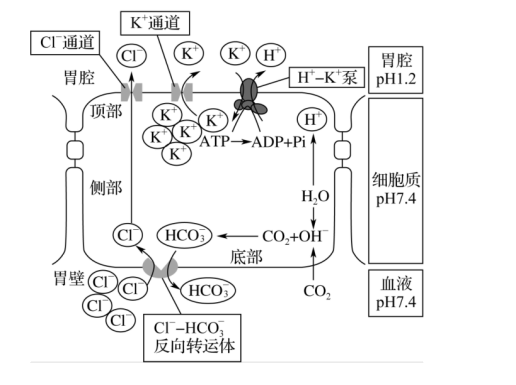 K⁺通道
Cl⁻通道
Cl⁻
K⁺
K⁺
H⁺
H⁺–K⁺泵
胃腔
pH1.2
胃腔
顶部
K⁺
K⁺
K⁺
K⁺
K⁺
ATP→ADP+Pi
H⁺
侧部
H₂O
细胞质
pH7.4
Cl⁻
HCO₃⁻
CO₂+OH⁻
底部
胃壁
Cl⁻
Cl⁻
Cl⁻
Cl⁻
HCO₃⁻
CO₂
血液
pH7.4
Cl⁻–HCO₃⁻
反向转运体